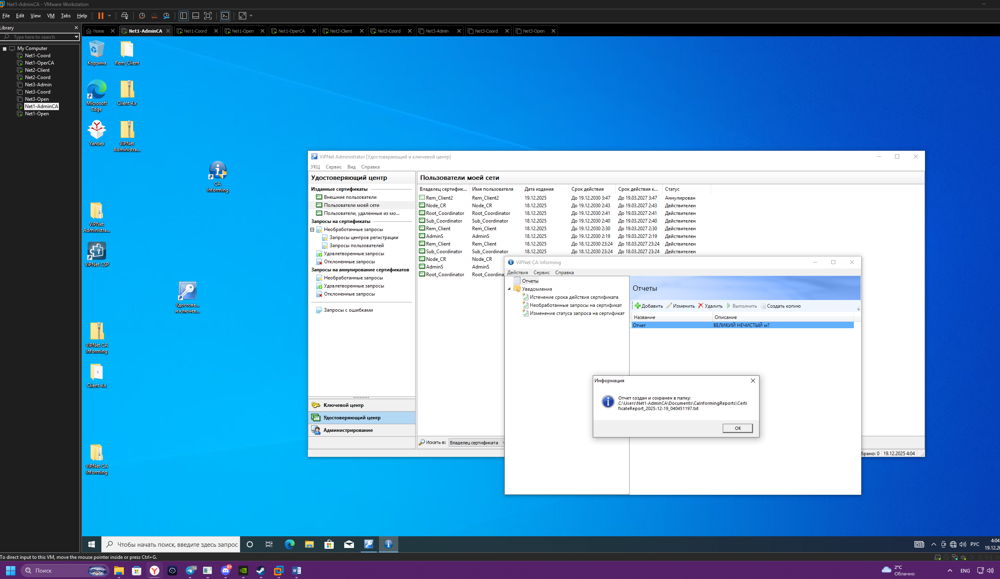 Net1-AdminCA - VMware Workstation
File Edit View VM Tabs Help
Library
Type here to search
My Computer
Net1-Coord
Net1-OperCA
Net2-Client
Net2-Coord
Net3-Admin
Net3-Coord
Net3-Open
Net1-AdminCA
Net1-Open
Home Net1-AdminCA Net1-Coord Net1-Open Net1-OperCA Net2-Client Net2-Coord Net3-Admin Net3-Coord Net3-Open
Корзина
Rem_Client
Microsoft
Edge
Client 4.x
Yandex
ViPNet
Administra...
CA
Informing
ViPNet
Administra...
ViPNet CSP
Удостове...
и ключев...
ViPNet CA
Informing
Client 4.x
ViPNet CA
Informing
ViPNet Administrator [Удостоверяющий и ключевой центр]
УКЦ Сервис Вид Справка
Удостоверяющий центр
Изданные сертификаты
Внешние пользователи
Пользователи моей сети
Пользователи, удаленные из мо...
Запросы на сертификаты
Необработанные запросы
Запросы центров регистрации
Запросы пользователей
Удовлетворенные запросы
Отклоненные запросы
Запросы на аннулирование сертификатов
Необработанные запросы
Удовлетворенные запросы
Отклоненные запросы
Запросы с ошибками
Ключевой центр
Удостоверяющий центр
Администрирование
Пользователи моей сети
Владелец сертифик... Имя пользователя Дата издания Срок действия Срок действия к... Статус
Rem_Client2 Rem_Client2 19.12.2025 До 19.12.2030 3:47 До 19.03.2027 3:47 Аннулирован
Node_CR Node_CR 18.12.2025 До 19.12.2030 2:43 До 19.03.2027 2:43 Действителен
Root_Coordinator Root_Coordinator 18.12.2025 До 19.12.2030 2:41 До 19.03.2027 2:41 Действителен
Sub_Coordinator Sub_Coordinator 18.12.2025 До 19.12.2030 2:40 До 19.03.2027 2:40 Действителен
Rem_Client Rem_Client 18.12.2025 До 19.12.2030 2:30 До 19.03.2027 2:30 Действителен
AdminS AdminS 18.12.2025 До 19.12.2030 2:19 До 19.03.2027 2:19 Действителен
Rem_Client Rem_Client 18.12.2025 До 18.12.2030 23:24 До 18.03.2027 23:24 Действителен
Sub_Coordinator Sub_Coordinator 18.12.2025 До 18.12.2030 23:24 До 18.03.2027 23:24 Действителен
Node_CR Node_CR
AdminS AdminS
Root_Coordinator Root_Coordina
Искать в: Владелец сертификата
брано: 0 19.12.2025 4:04
ViPNet CA Informing
Действия Сервис Справка
Отчеты
Уведомления
Истечение срока действия сертификата
Необработанные запросы на сертификат
Изменение статуса запроса на сертификат
Отчеты
Добавить Изменить Удалить Выполнить Создать копию
Название Описание
Отчет ВЕЛИКИЙ НЕЧИСТЫЙ м?
Информация
Отчет создан и сохранен в папку:
C:\Users\Net1-AdminCA\Documents\CaInformingReports\Certi
ficateReport_2025-12-19_040451197.txt
OK
Чтобы начать поиск, введите здесь запрос
РУС
4:04
19.12.20
To direct input to this VM, move the mouse pointer inside or press Ctrl+G.
Поиск
74
9+
2°C
Облачно
ENG